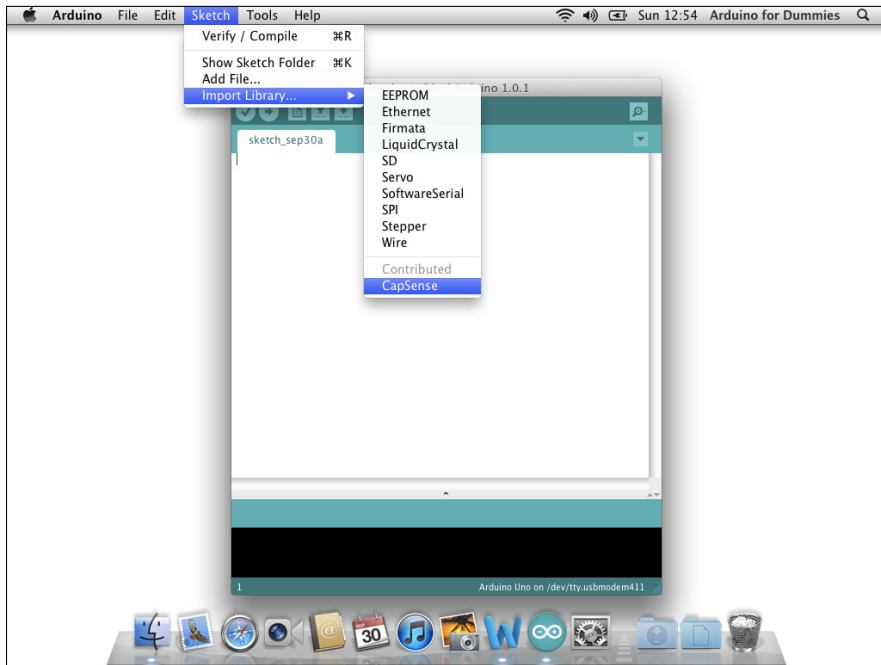 Arduino File Edit Sketch Tools Help Sun 12:54 Arduino for Dummies
Verify / Compile ⌘R
Show Sketch Folder ⌘K
Add File...
Import Library...
ino 1.0.1
sketch_sep30a
EEPROM
Ethernet
Firmata
LiquidCrystal
SD
Servo
SoftwareSerial
SPI
Stepper
Wire
Contributed
CapSense
1 Arduino Uno on /dev/tty.usbmodem411
SEP
30